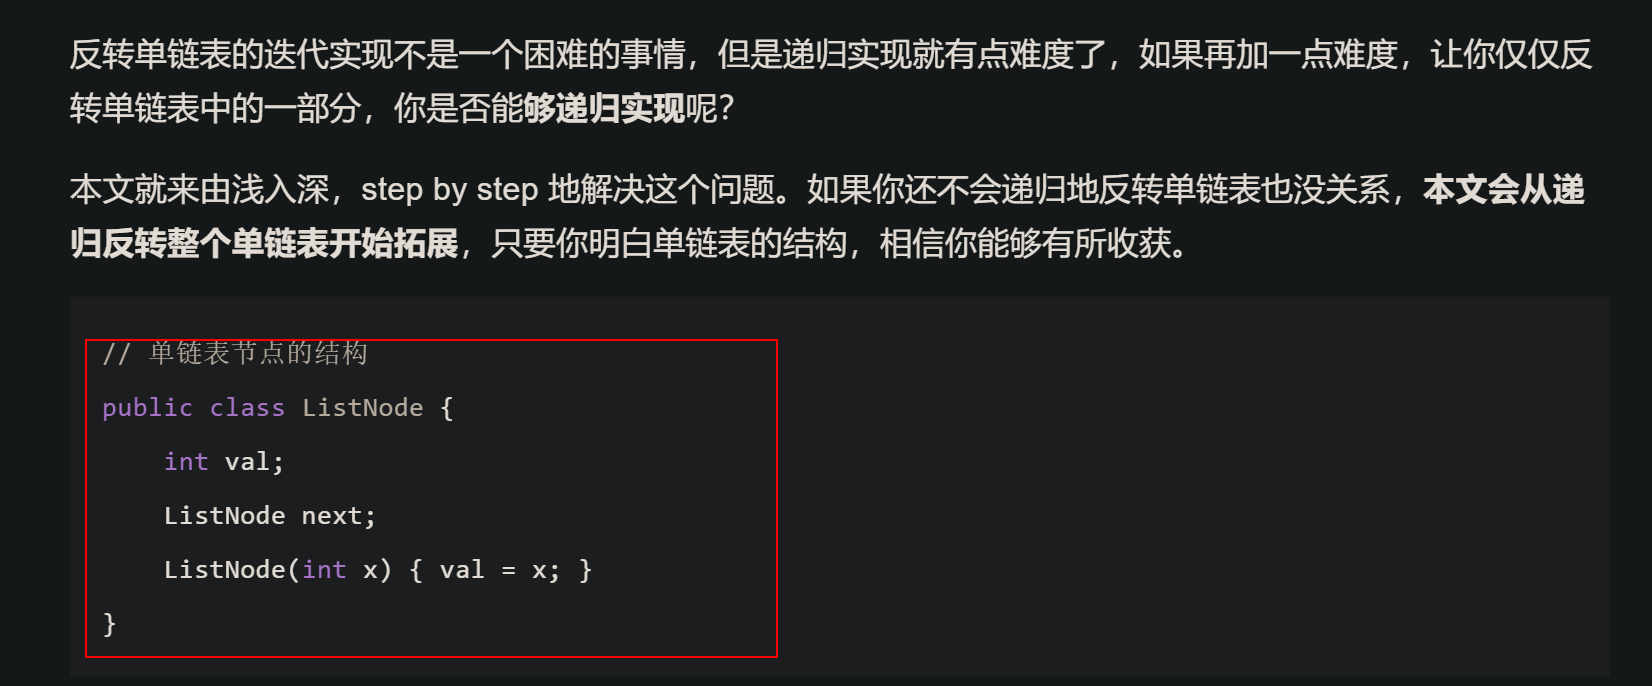 反转单链表的迭代实现不是一个困难的事情，但是递归实现就有点难度了，如果再加一点难度，让你仅仅反
转单链表中的一部分，你是否能够递归实现呢？
本文就来由浅入深，step by step 地解决这个问题。如果你还不会递归地反转单链表也没关系，本文会从递
归反转整个单链表开始拓展，只要你明白单链表的结构，相信你能够有所收获。
// 单链表节点的结构
public class ListNode {
    int val;
    ListNode next;
    ListNode(int x) { val = x; }
}